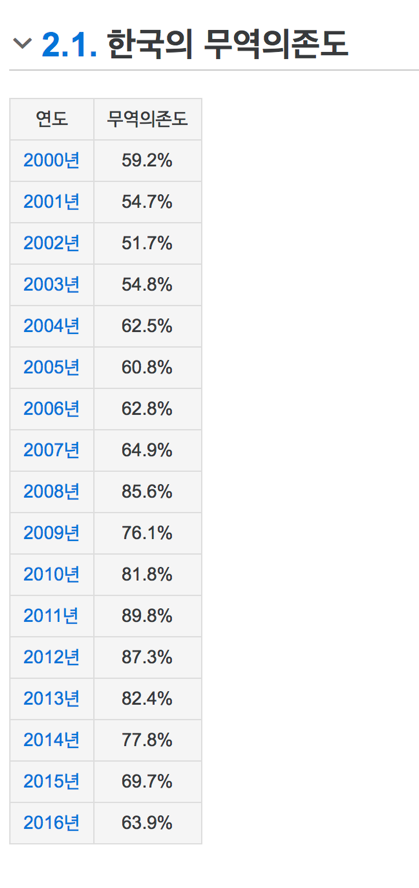 2.1. 한국의 무역의존도
연도 무역의존도
2000년 59.2%
2001년 54.7%
2002년 51.7%
2003년 54.8%
2004년 62.5%
2005년 60.8%
2006년 62.8%
2007년 64.9%
2008년 85.6%
2009년 76.1%
2010년 81.8%
2011년 89.8%
2012년 87.3%
2013년 82.4%
2014년 77.8%
2015년 69.7%
2016년 63.9%